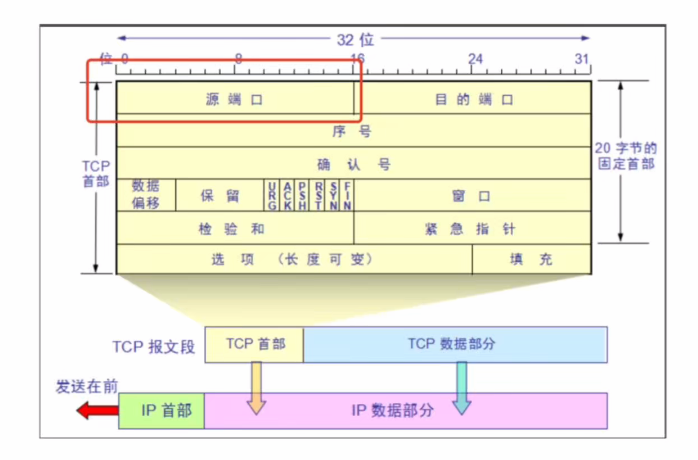 32 位
位 0 8 16 24 31
源 端 口 目 的 端 口
序 号
TCP
首部
20 字节的
固定首部
确 认 号
数据
偏移
保 留
URG ACK PSH RST SYN FIN
窗 口
检 验 和 紧 急 指 针
选 项 （长 度 可 变） 填 充
TCP 报文段 TCP 首部 TCP 数据部分
发送在前
IP 首部 IP 数据部分